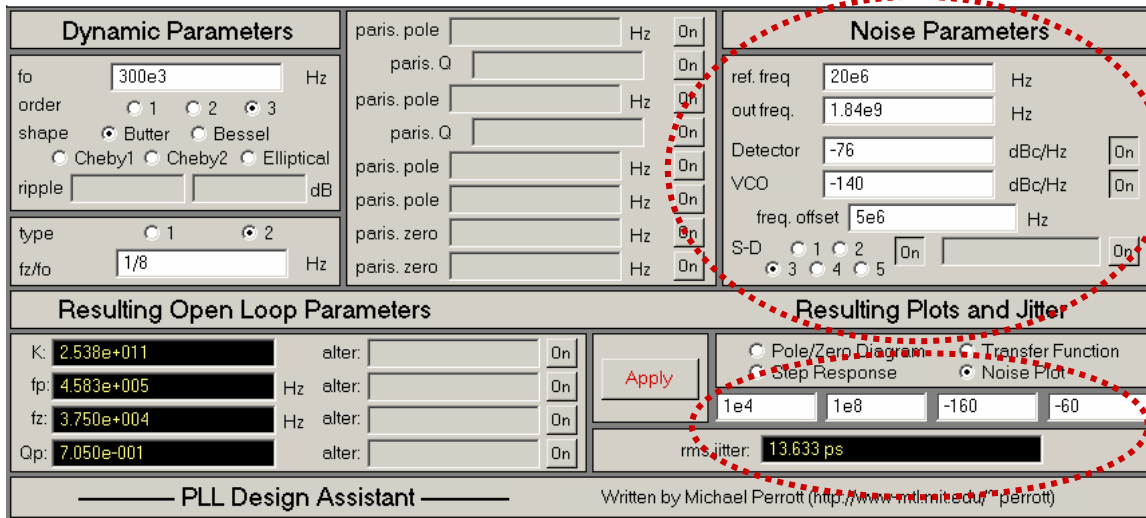 Dynamic Parameters
fo 300e3 Hz
order 1 2 3
shape Butter Bessel
Cheby1 Cheby2 Elliptical
ripple dB
type 1 2
fz/fo 1/8 Hz
paris. pole Hz On
paris. Q On
paris. pole Hz On
paris. Q On
paris. pole Hz On
paris. pole Hz On
paris. zero Hz On
paris. zero Hz On
Noise Parameters
ref. freq 20e6 Hz
out freq. 1.84e9 Hz
Detector -76 dBc/Hz On
VCO -140 dBc/Hz On
freq. offset 5e6 Hz
S-D 1 2 On On
3 4 5
Resulting Open Loop Parameters
K: 2.538e+011 alter: On
fp: 4.583e+005 Hz alter: On
fz: 3.750e+004 Hz alter: On
Qp: 7.050e-001 alter: On
Resulting Plots and Jitter
Apply
Pole/Zero Diagram Transfer Function
Step Response Noise Plot
1e4 1e8 -160 -60
rms jitter: 13.633 ps
PLL Design Assistant
Written by Michael Perrott (http://www-mtl.mit.edu/~perrott)